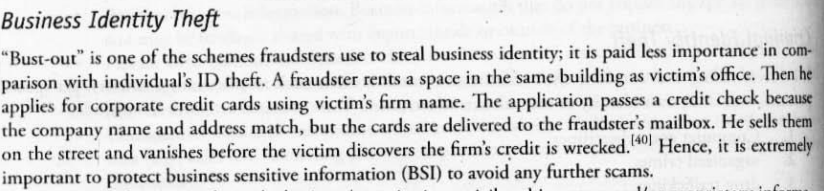 Business Identity Theft
"Bust-out" is one of the schemes fraudsters use to steal business identity; it is paid less importance in com-
parison with individual's ID theft. A fraudster rents a space in the same building as victim's office. Then he
applies for corporate credit cards using victim's firm name. The application passes a credit check because
the company name and address match, but the cards are delivered to the fraudster's mailbox. He sells them
on the street and vanishes before the victim discovers the firm's credit is wrecked.[40] Hence, it is extremely
important to protect business sensitive information (BSI) to avoid any further scams.